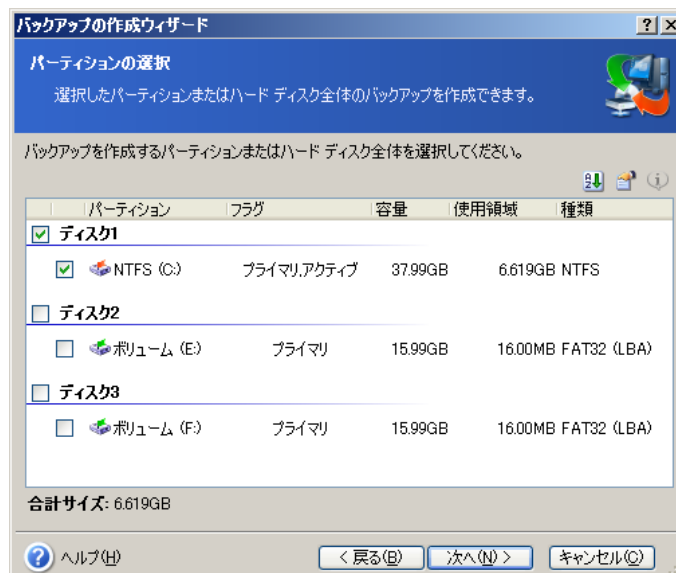 バックアップの作成ウィザード
パーティションの選択
選択したパーティションまたはハード ディスク全体のバックアップを作成できます。
バックアップを作成するパーティションまたはハード ディスク全体を選択してください。
パーティション フラグ 容量 使用領域 種類
ディスク1
NTFS (C:) プライマリ,アクティブ 37.99GB 6.619GB NTFS
ディスク2
ボリューム (E:) プライマリ 15.99GB 16.00MB FAT32 (LBA)
ディスク3
ボリューム (F:) プライマリ 15.99GB 16.00MB FAT32 (LBA)
合計サイズ: 6.619GB
ヘルプ(H) < 戻る(B) 次へ(N) > キャンセル(C)